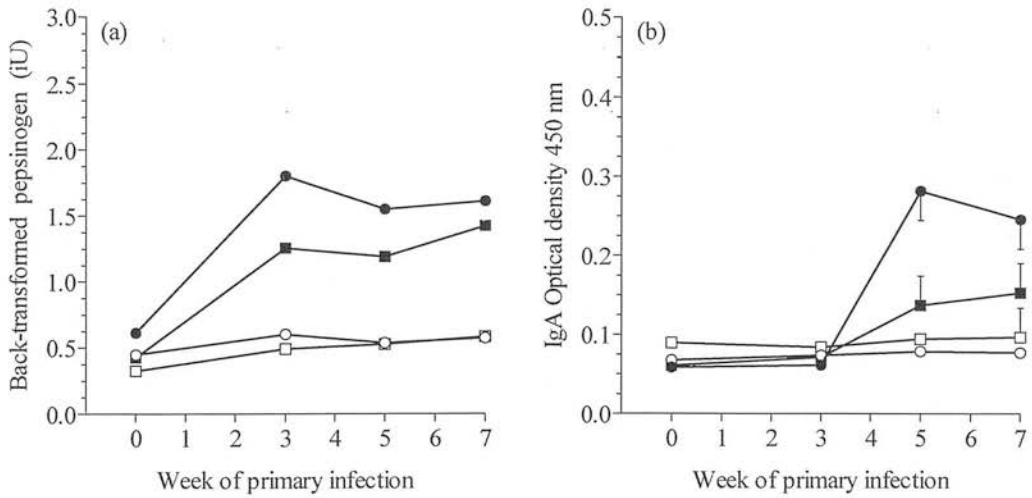 (a)
Back-transformed pepsinogen (iU)
3.0
2.5
2.0
1.5
1.0
0.5
0.0
0 1 2 3 4 5 6 7
Week of primary infection
(b)
IgA Optical density 450 nm
0.5
0.4
0.3
0.2
0.1
0.0
0 1 2 3 4 5 6 7
Week of primary infection